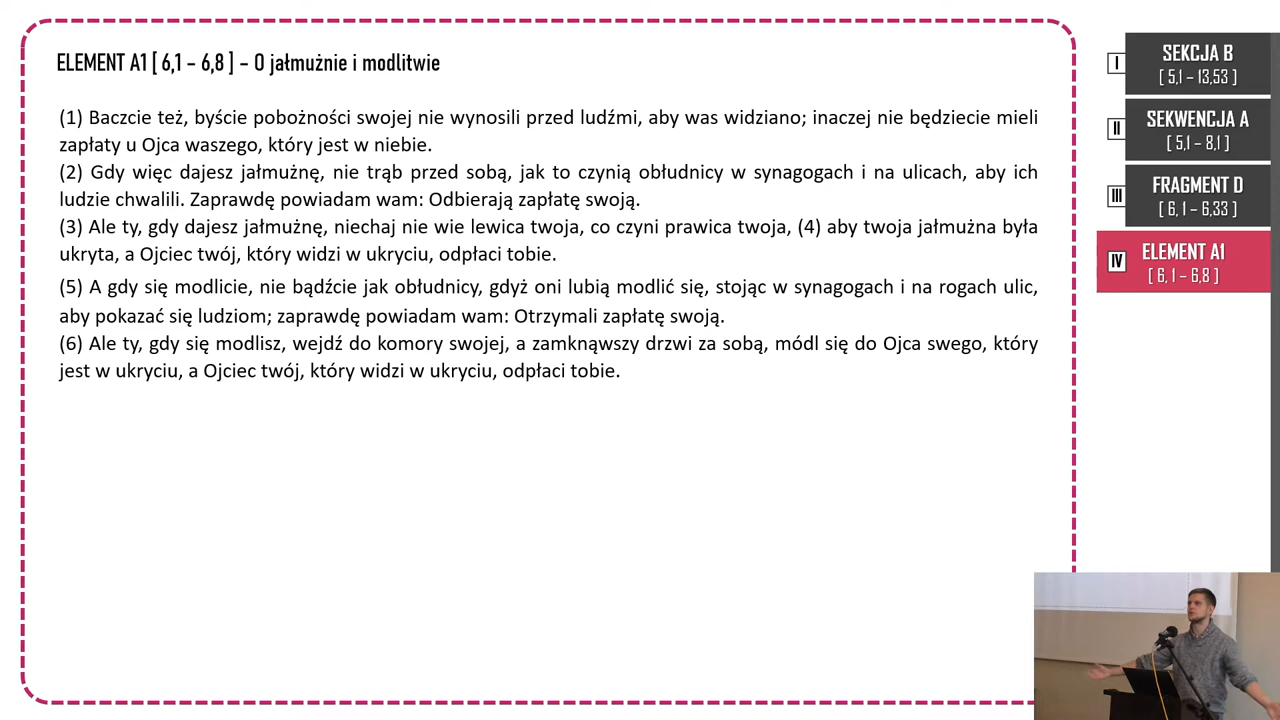 ELEMENT A1 [ 6,1 – 6,8 ] – O jałmużnie i modlitwie
(1) Baczcie też, byście pobożności swojej nie wynosili przed ludźmi, aby was widziano; inaczej nie będziecie mieli
zapłaty u Ojca waszego, który jest w niebie.
(2) Gdy więc dajesz jałmużnę, nie trąb przed sobą, jak to czynią obłudnicy w synagogach i na ulicach, aby ich
ludzie chwalili. Zaprawdę powiadam wam: Odbierają zapłatę swoją.
(3) Ale ty, gdy dajesz jałmużnę, niechaj nie wie lewica twoja, co czyni prawica twoja, (4) aby twoja jałmużna była
ukryta, a Ojciec twój, który widzi w ukryciu, odpłaci tobie.
(5) A gdy się modlicie, nie bądźcie jak obłudnicy, gdyż oni lubią modlić się, stojąc w synagogach i na rogach ulic,
aby pokazać się ludziom; zaprawdę powiadam wam: Otrzymali zapłatę swoją.
(6) Ale ty, gdy się modlisz, wejdź do komory swojej, a zamknąwszy drzwi za sobą, módl się do Ojca swego, który
jest w ukryciu, a Ojciec twój, który widzi w ukryciu, odpłaci tobie.
I
SEKCJA B
[ 5,1 – 13,53 ]
II
SEKWENCJA A
[ 5,1 – 8,1 ]
III
FRAGMENT D
[ 6,1 – 6,33 ]
IV
ELEMENT A1
[ 6,1 – 6,8 ]